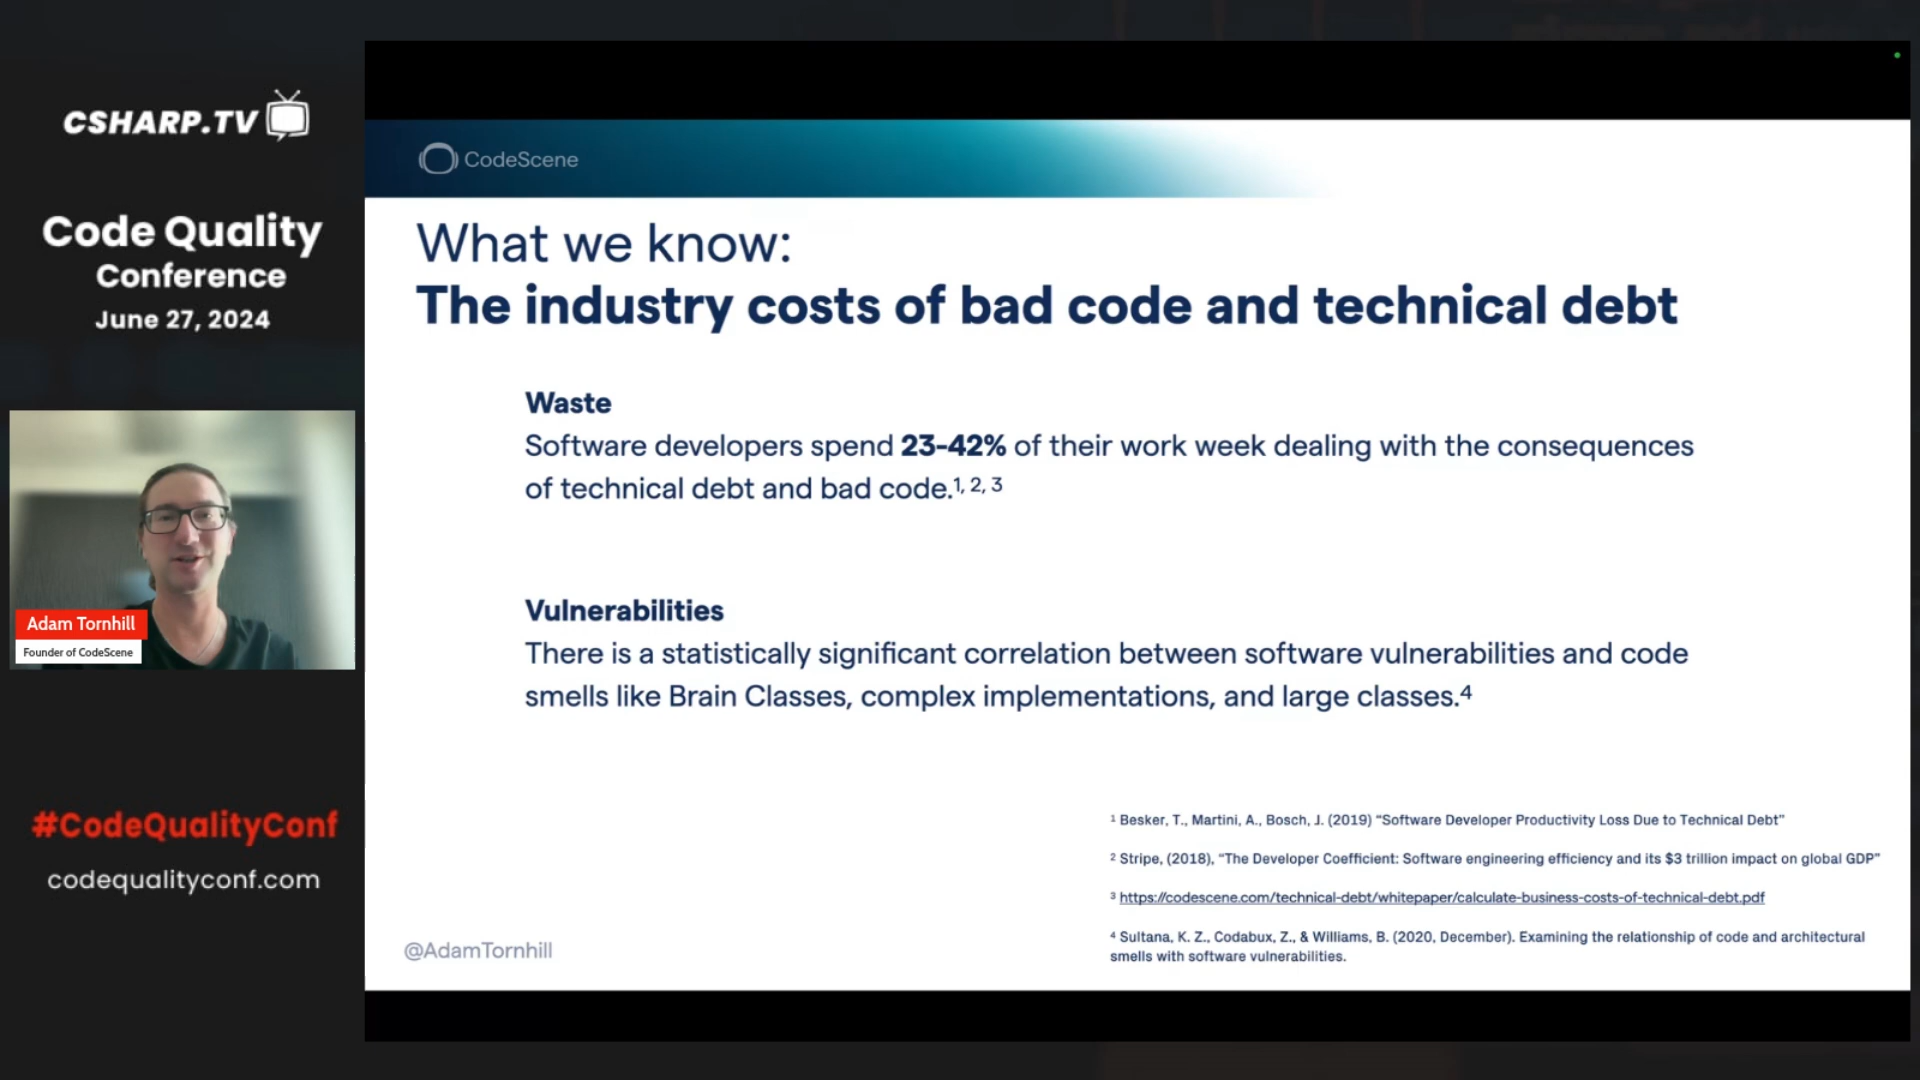 CSHARP.TV
Code Quality
Conference
June 27, 2024
Adam Tornhill
Founder of CodeScene
#CodeQualityConf
codequalityconf.com
CodeScene
What we know:
The industry costs of bad code and technical debt
Waste
Software developers spend 23-42% of their work week dealing with the consequences
of technical debt and bad code.1, 2, 3
Vulnerabilities
There is a statistically significant correlation between software vulnerabilities and code
smells like Brain Classes, complex implementations, and large classes.4
1 Besker, T., Martini, A., Bosch, J. (2019) “Software Developer Productivity Loss Due to Technical Debt”
2 Stripe, (2018), “The Developer Coefficient: Software engineering efficiency and its $3 trillion impact on global GDP”
3 https://codescene.com/technical-debt/whitepaper/calculate-business-costs-of-technical-debt.pdf
4 Sultana, K. Z., Codabux, Z., & Williams, B. (2020, December). Examining the relationship of code and architectural
smells with software vulnerabilities.
@AdamTornhill